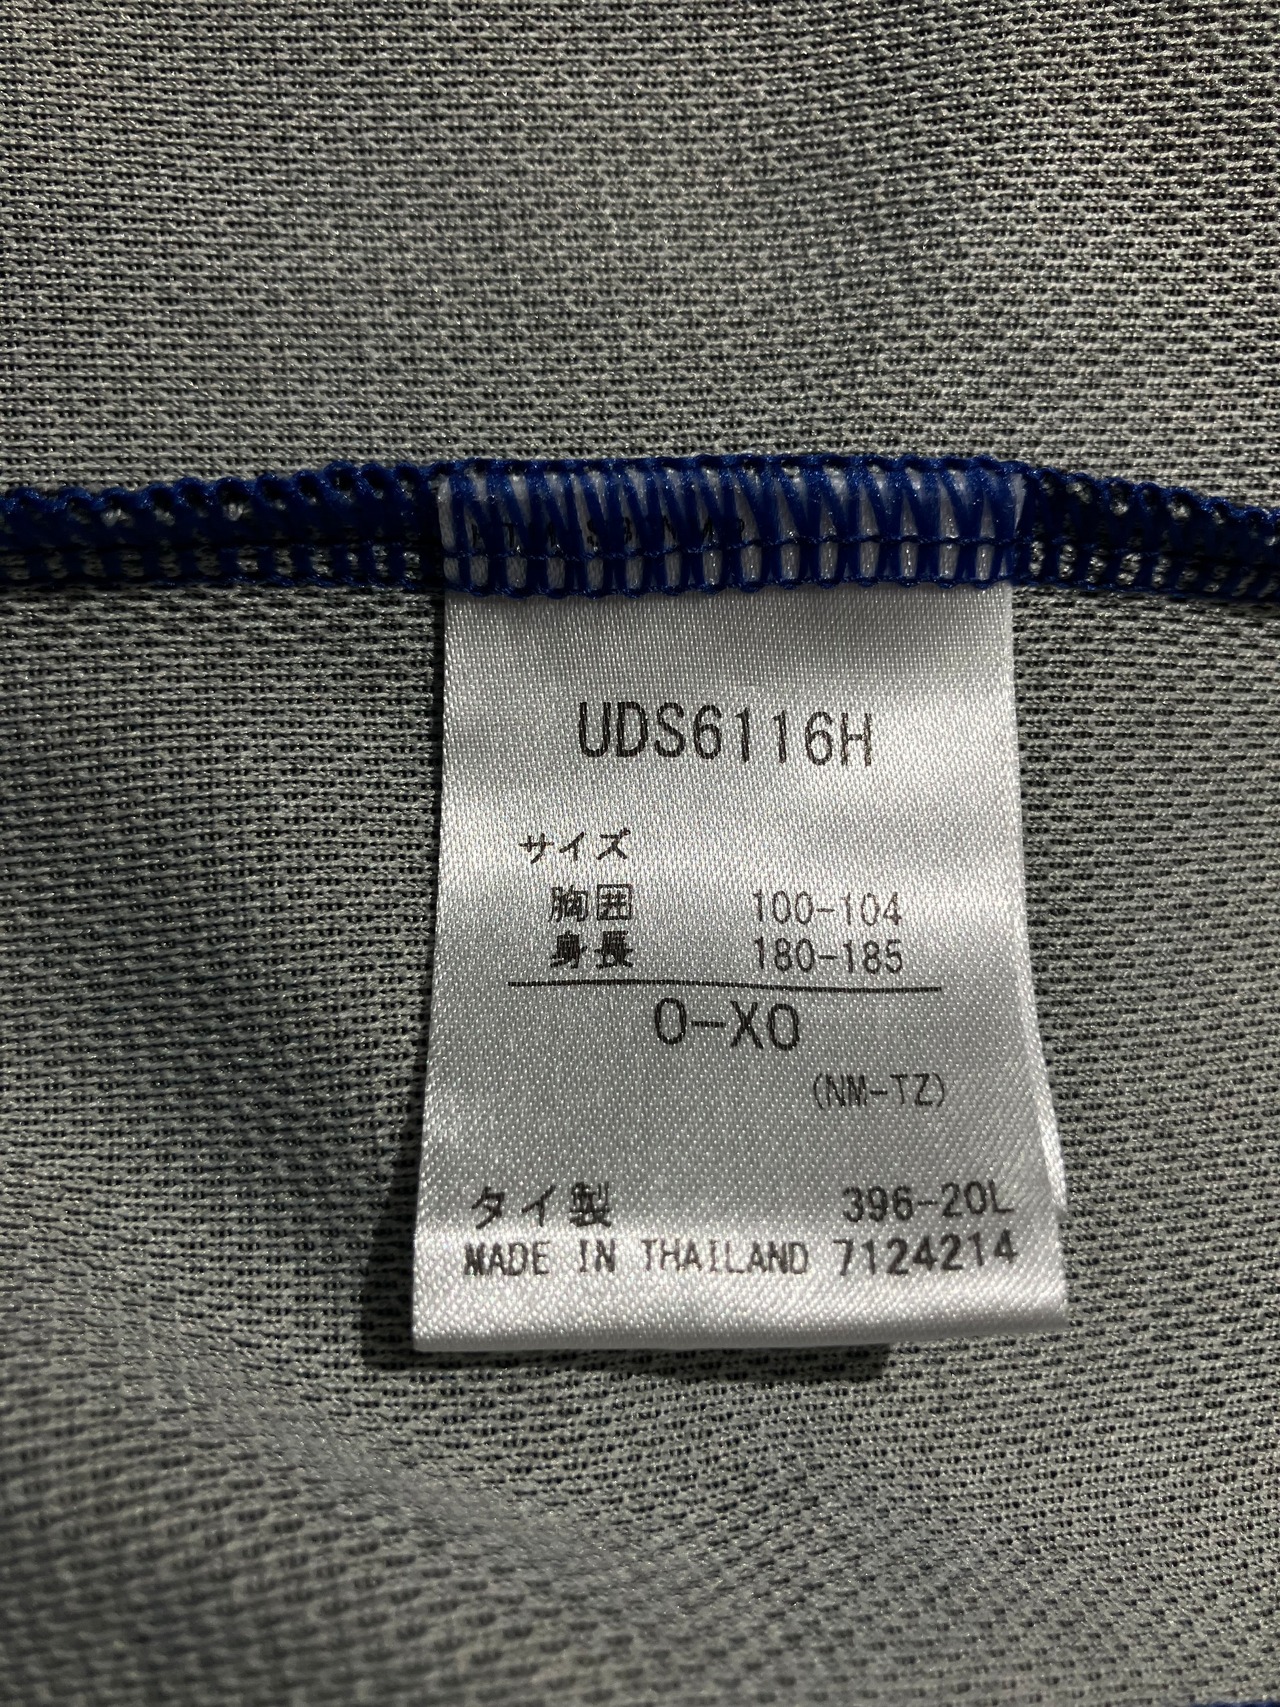 UDS6116H
サイズ
胸囲 100-104
身長 180-185
O-XO
(NM-TZ)
タイ製 396-20L
MADE IN THAILAND 7124214